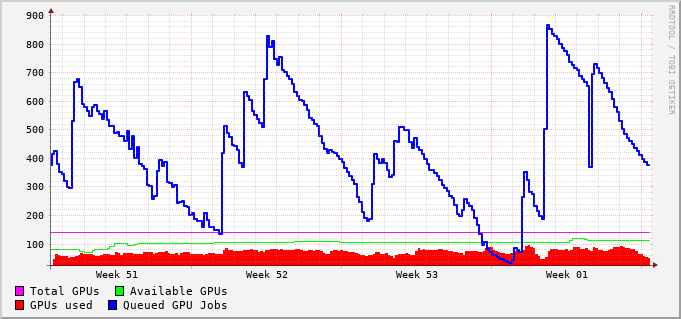 900
800
700
600
500
400
300
200
100
Week 51 Week 52 Week 53 Week 01
Total GPUs Available GPUs
GPUs used Queued GPU Jobs
RRDTOOL / TOBI OETIKER